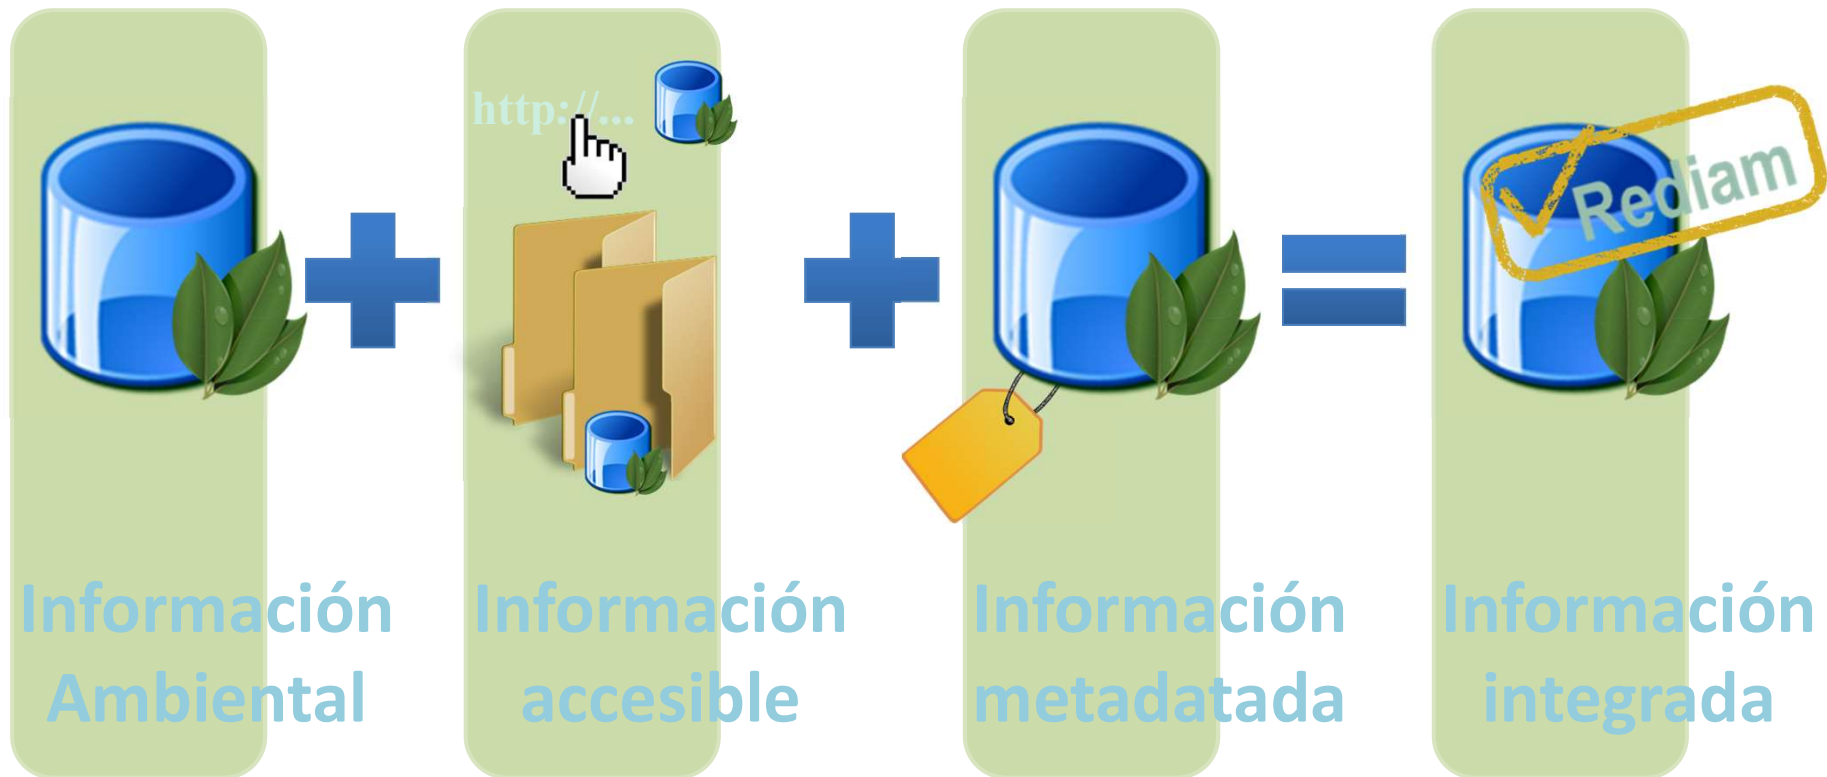 http://...
Rediam
Información
Ambiental
Información
accesible
Información
metadatada
Información
integrada